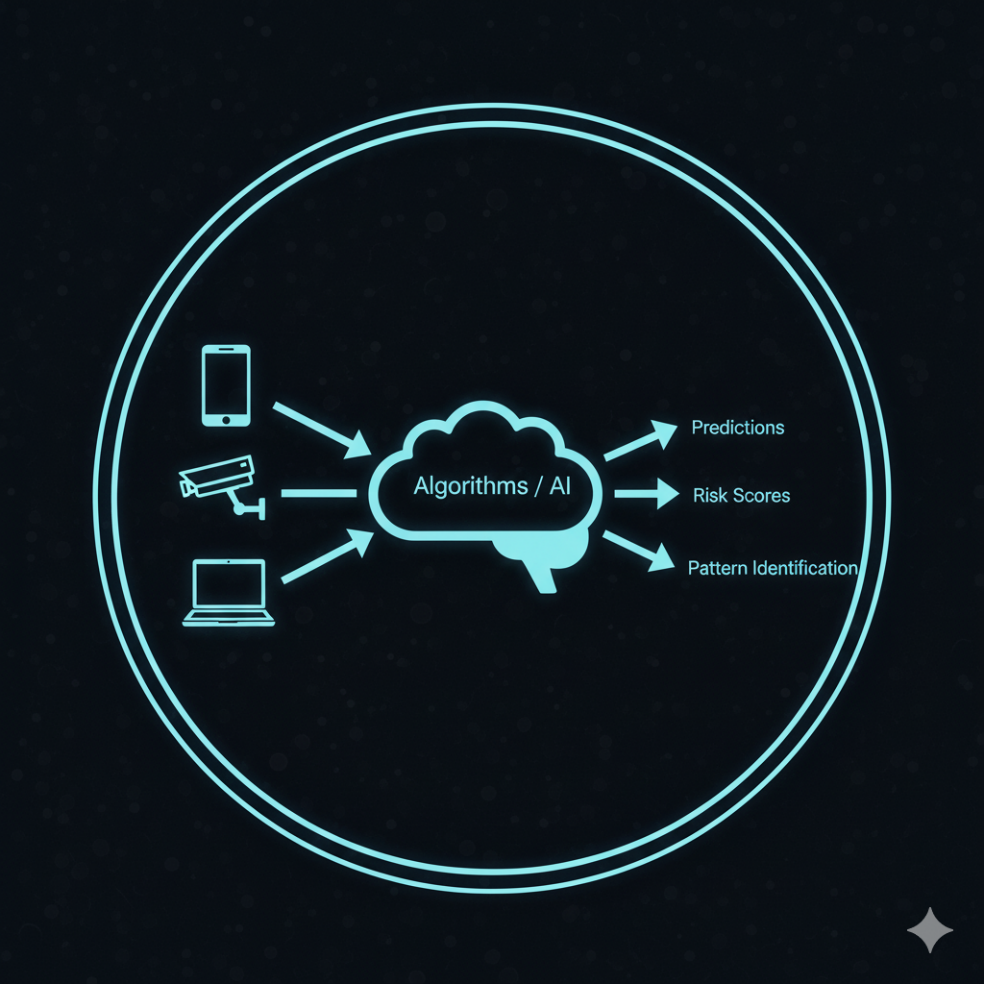 Algorithms / AI
Predictions
Risk Scores
Pattern Identification